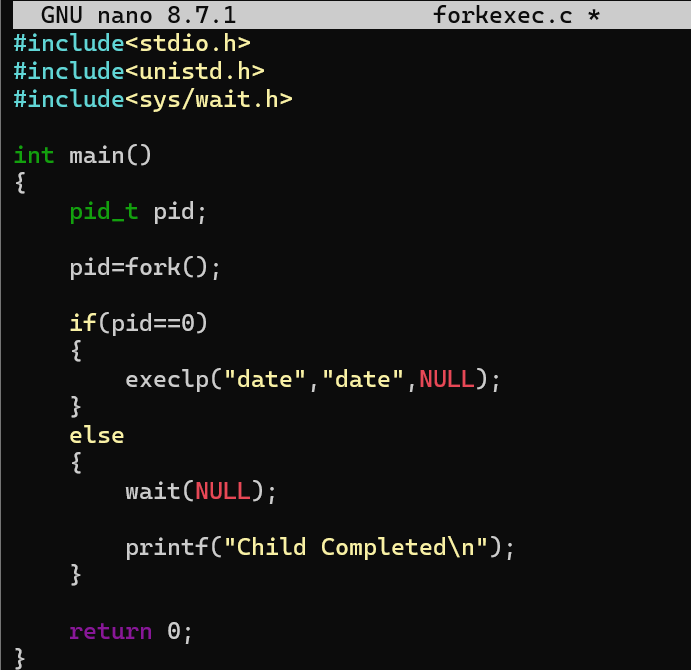 GNU nano 8.7.1 forkexec.c *
#include<stdio.h>
#include<unistd.h>
#include<sys/wait.h>
int main()
{
    pid_t pid;
    pid=fork();
    if(pid==0)
    {
        execlp("date","date",NULL);
    }
    else
    {
        wait(NULL);
        printf("Child Completed\n");
    }
    return 0;
}